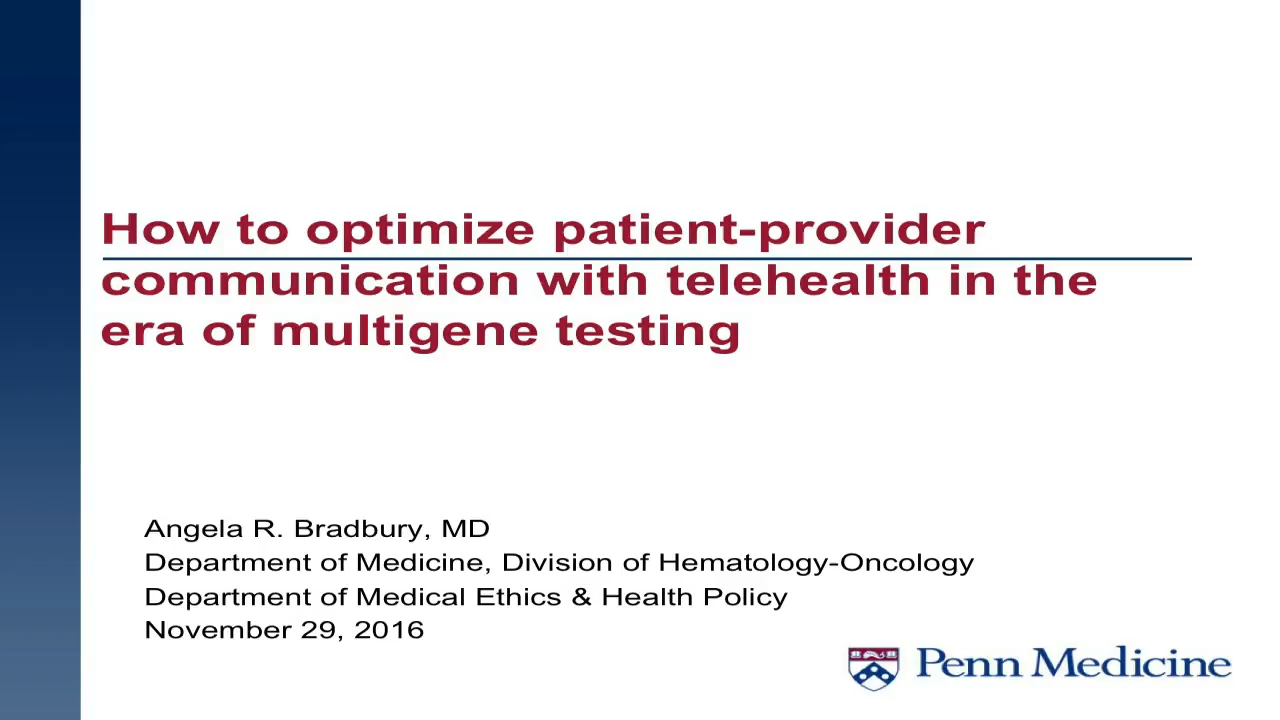 How to optimize patient-provider
communication with telehealth in the
era of multigene testing
Angela R. Bradbury, MD
Department of Medicine, Division of Hematology-Oncology
Department of Medical Ethics & Health Policy
November 29, 2016
Penn Medicine